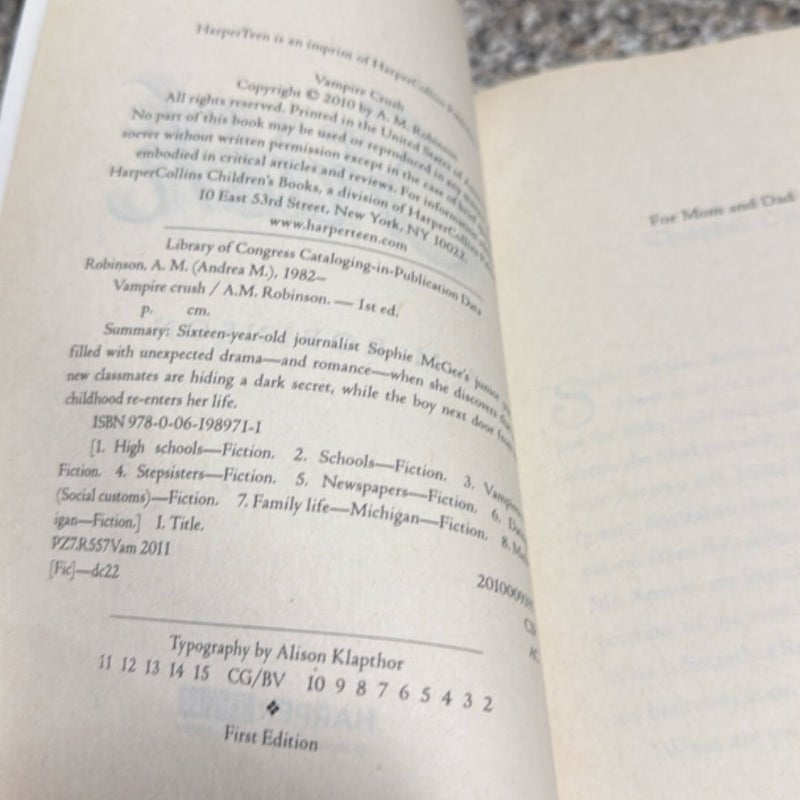 HarperTeen is an imprint of HarperCollins
Vampire Crush
Copyright © 2010 by A. M. Robinson
All rights reserved. Printed in the United States of
No part of this book may be used or reproduced in any
soever without written permission except in the case of brief
embodied in critical articles and reviews. For information
HarperCollins Children's Books, a division of HarperCollins
10 East 53rd Street, New York, NY 10022.
www.harperteen.com
Library of Congress Cataloging-in-Publication Data
Robinson, A. M. (Andrea M.), 1982–
Vampire crush / A.M. Robinson. — 1st ed.
p. cm.
Summary: Sixteen-year-old journalist Sophie McGee's junior
filled with unexpected drama—and romance—when she discovers
new classmates are hiding a dark secret, while the boy next door from
childhood re-enters her life.
ISBN 978-0-06-198971-1
[1. High schools—Fiction. 2. Schools—Fiction. 3.
Fiction. 4. Stepsisters—Fiction. 5. Newspapers—Fiction. 6.
(Social customs)—Fiction. 7. Family life—Michigan—Fiction. 8.
igan—Fiction.] I. Title.
PZ7.R557Vam 2011
[Fic]—dc22
Typography by Alison Klapthor
11 12 13 14 15 CG/BV 10 9 8 7 6 5 4 3 2
❖
First Edition
For Mom and Dad